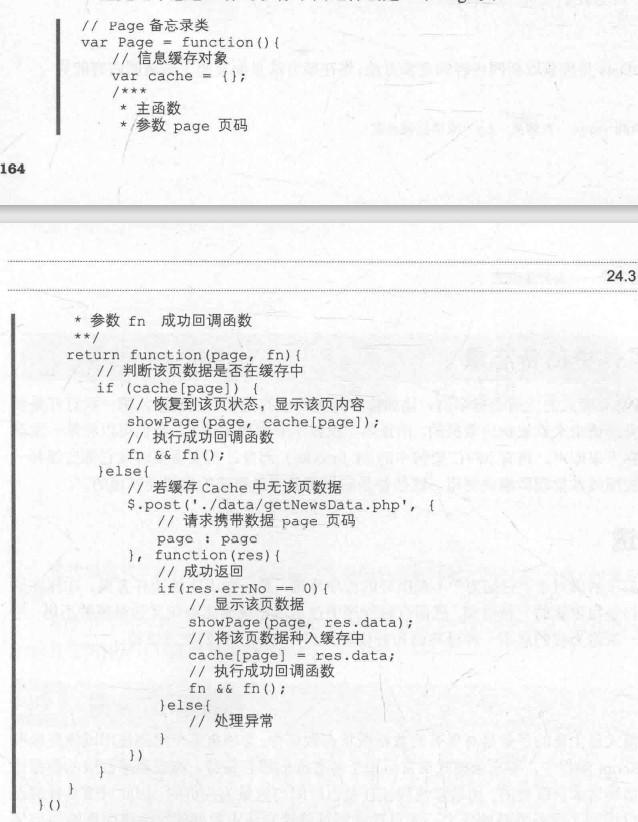 // Page 备忘录类
var Page = function(){
    // 信息缓存对象
    var cache = {};
    /***
     * 主函数
     * 参数 page 页码
164
24.3
     * 参数 fn  成功回调函数
     **/
    return function(page, fn){
        // 判断该页数据是否在缓存中
        if (cache[page]) {
            // 恢复到该页状态，显示该页内容
            showPage(page, cache[page]);
            // 执行成功回调函数
            fn && fn();
        }else{
            // 若缓存 Cache 中无该页数据
            $.post('./data/getNewsData.php', {
                // 请求携带数据 page 页码
                page : page
            }, function(res){
                // 成功返回
                if(res.errNo == 0){
                    // 显示该页数据
                    showPage(page, res.data);
                    // 将该页数据种入缓存中
                    cache[page] = res.data;
                    // 执行成功回调函数
                    fn && fn();
                }else{
                    // 处理异常
                }
            })
        }
    }
}()